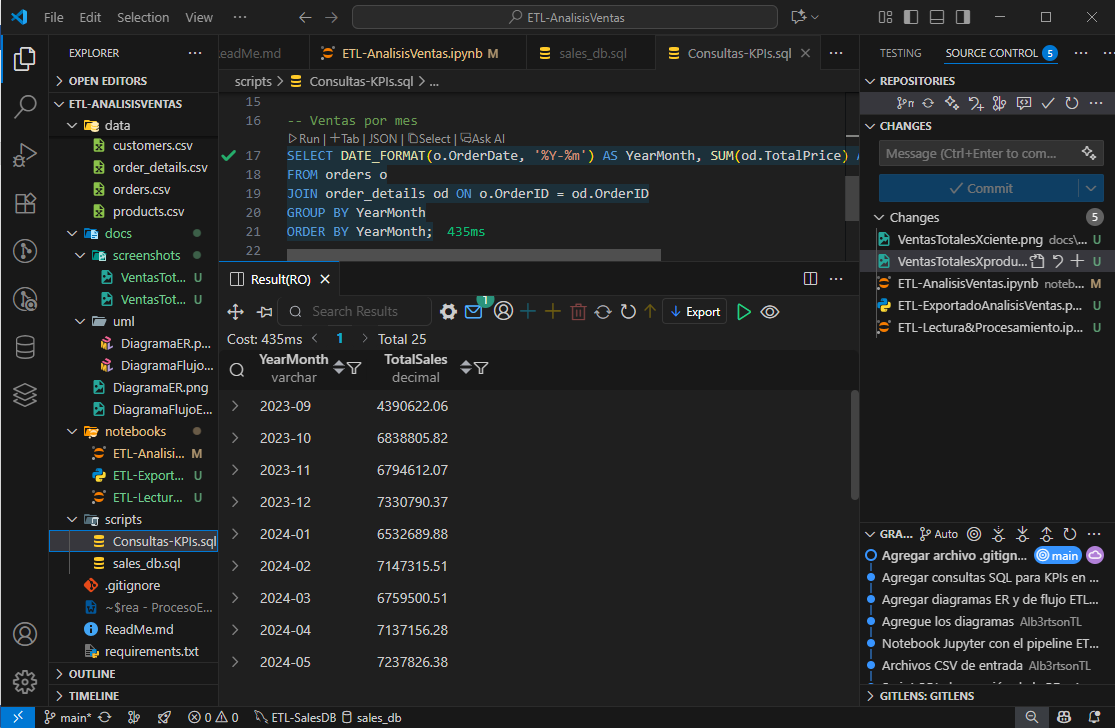 File Edit Selection View ··· ETL-AnalisisVentas
EXPLORER ···
OPEN EDITORS
ETL-ANALISISVENTAS
data
customers.csv
order_details.csv
orders.csv
products.csv
docs
screenshots
VentasTot... U
VentasTot... U
uml
DiagramaER.p...
DiagramaFlujo...
DiagramaER.png
DiagramaFlujoE...
notebooks
ETL-Analisi... M
ETL-Export... U
ETL-Lectur... U
scripts
Consultas-KPIs.sql
sales_db.sql
.gitignore
~$rea - ProcesoE...
ReadMe.md
requirements.txt
OUTLINE
TIMELINE
eadMe.md ETL-AnalisisVentas.ipynb M sales_db.sql Consultas-KPIs.sql ···
scripts > Consultas-KPIs.sql > ...
15
16 -- Ventas por mes
Run | + Tab | JSON | Select | Ask AI
17 SELECT DATE_FORMAT(o.OrderDate, '%Y-%m') AS YearMonth, SUM(od.TotalPrice)
18 FROM orders o
19 JOIN order_details od ON o.OrderID = od.OrderID
20 GROUP BY YearMonth
21 ORDER BY YearMonth; 435ms
22
Result(RO) ···
Search Results 1 Export
Cost: 435ms < 1 > Total 25
YearMonth TotalSales
varchar decimal
2023-09 4390622.06
2023-10 6838805.82
2023-11 6794612.07
2023-12 7330790.37
2024-01 6532689.88
2024-02 7147315.51
2024-03 6759500.51
2024-04 7137156.28
2024-05 7237826.38
TESTING SOURCE CONTROL 5 ···
REPOSITORIES
CHANGES
Message (Ctrl+Enter to com...
Commit
Changes 5
VentasTotalesXciente.png docs\... U
VentasTotalesXprodu... U
ETL-AnalisisVentas.ipynb noteb... M
ETL-ExportadoAnalisisVentas.p... U
ETL-Lectura&Procesamiento.ip... U
GRA... Auto ···
Agregar archivo .gitign... main
Agregar consultas SQL para KPIs en ...
Agregar diagramas ER y de flujo ETL...
Agregue los diagramas Alb3rtsonTL
Notebook Jupyter con el pipeline ET...
Archivos CSV de entrada Alb3rtsonTL
GITLENS: GITLENS
main* 0 0 ETL-SalesDB sales_db